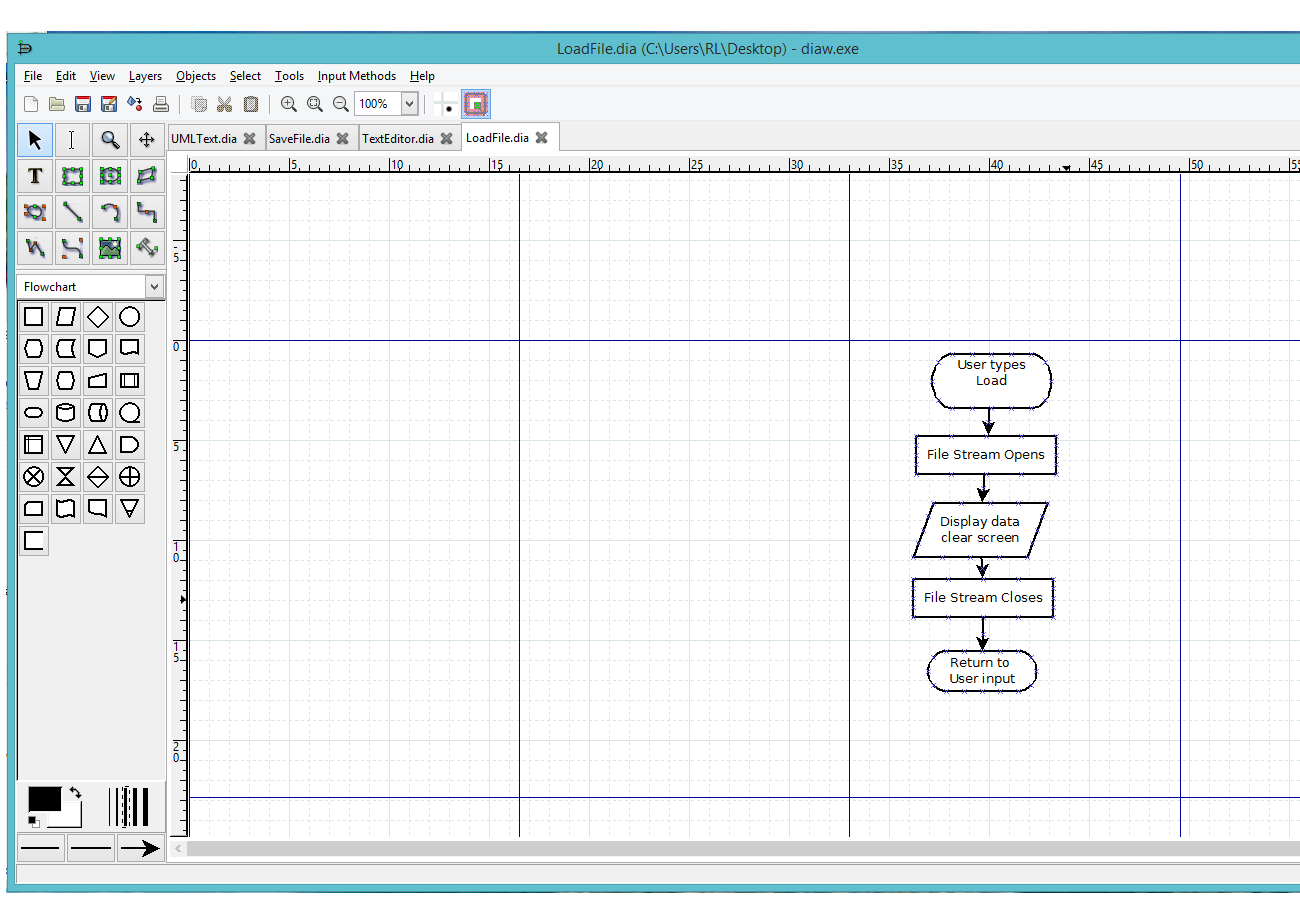 LoadFile.dia (C:\Users\RL\Desktop) - diaw.exe
File Edit View Layers Objects Select Tools Input Methods Help
100%
UMLText.dia SaveFile.dia TextEditor.dia LoadFile.dia
0 5 10 15 20 25 30 35 40 45 50 55
T
Flowchart
5
0
5
10
15
20
User types
Load
File Stream Opens
Display data
clear screen
File Stream Closes
Return to
User input